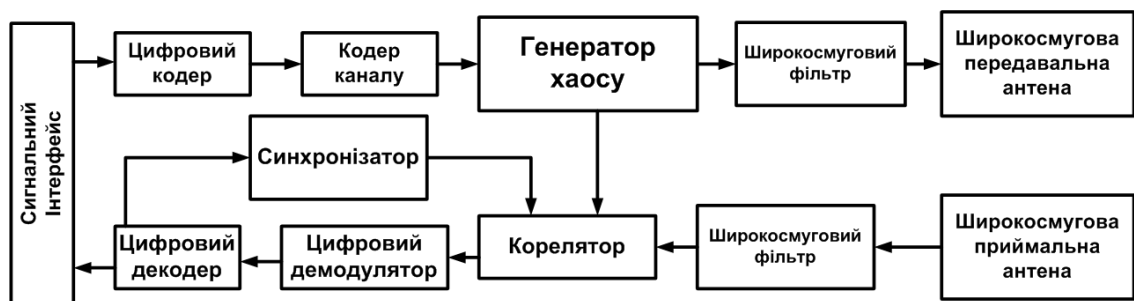 Сигнальний
Інтерфейс
Цифровий
кодер
Кодер
каналу
Генератор
хаосу
Широкосмуговий
фільтр
Широкосмугова
передавальна
антена
Синхронізатор
Цифровий
декодер
Цифровий
демодулятор
Корелятор
Широкосмуговий
фільтр
Широкосмугова
приймальна
антена